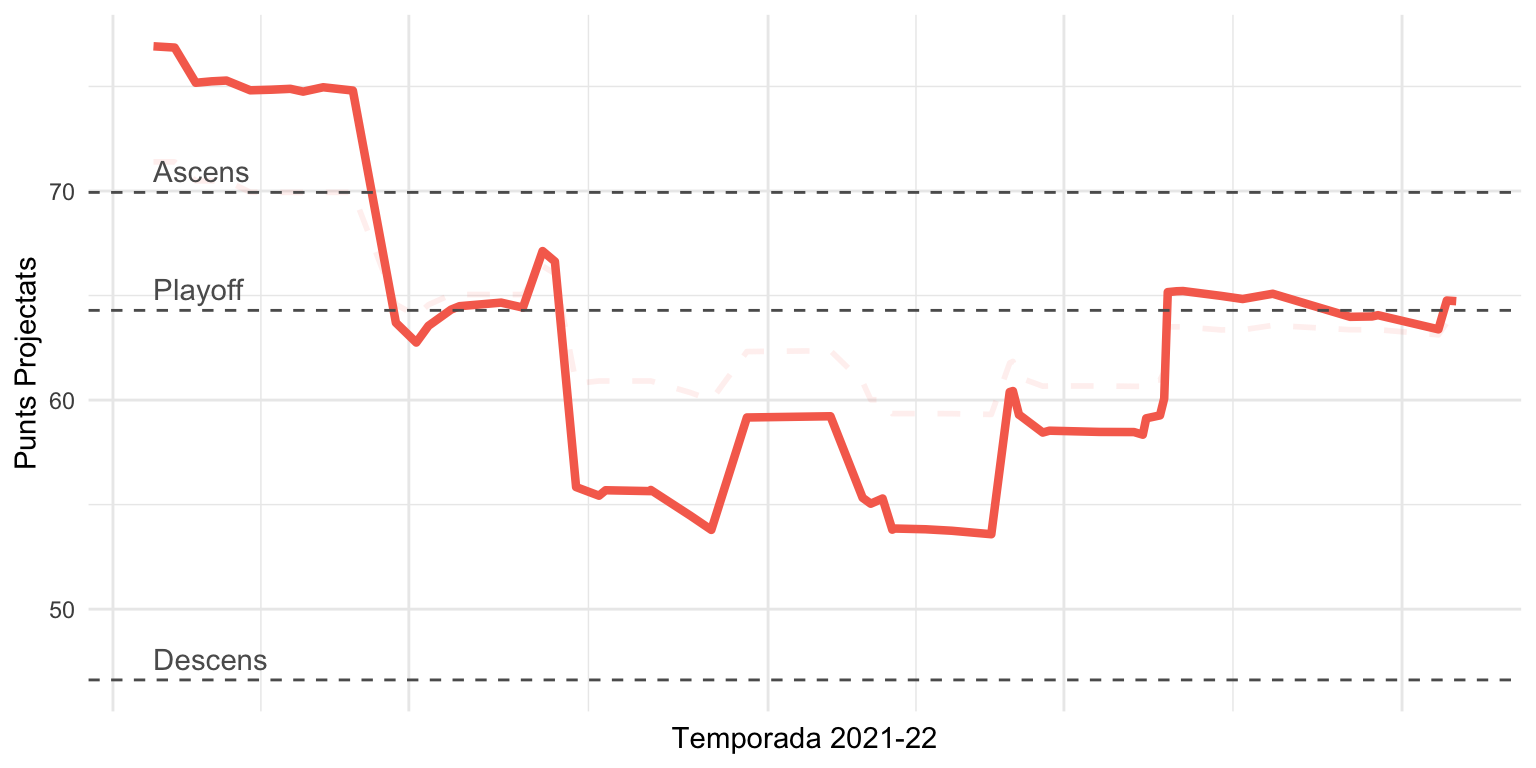 Ascens
70
Playoff
Punts Projectats
60
50
Descens
Temporada 2021-22